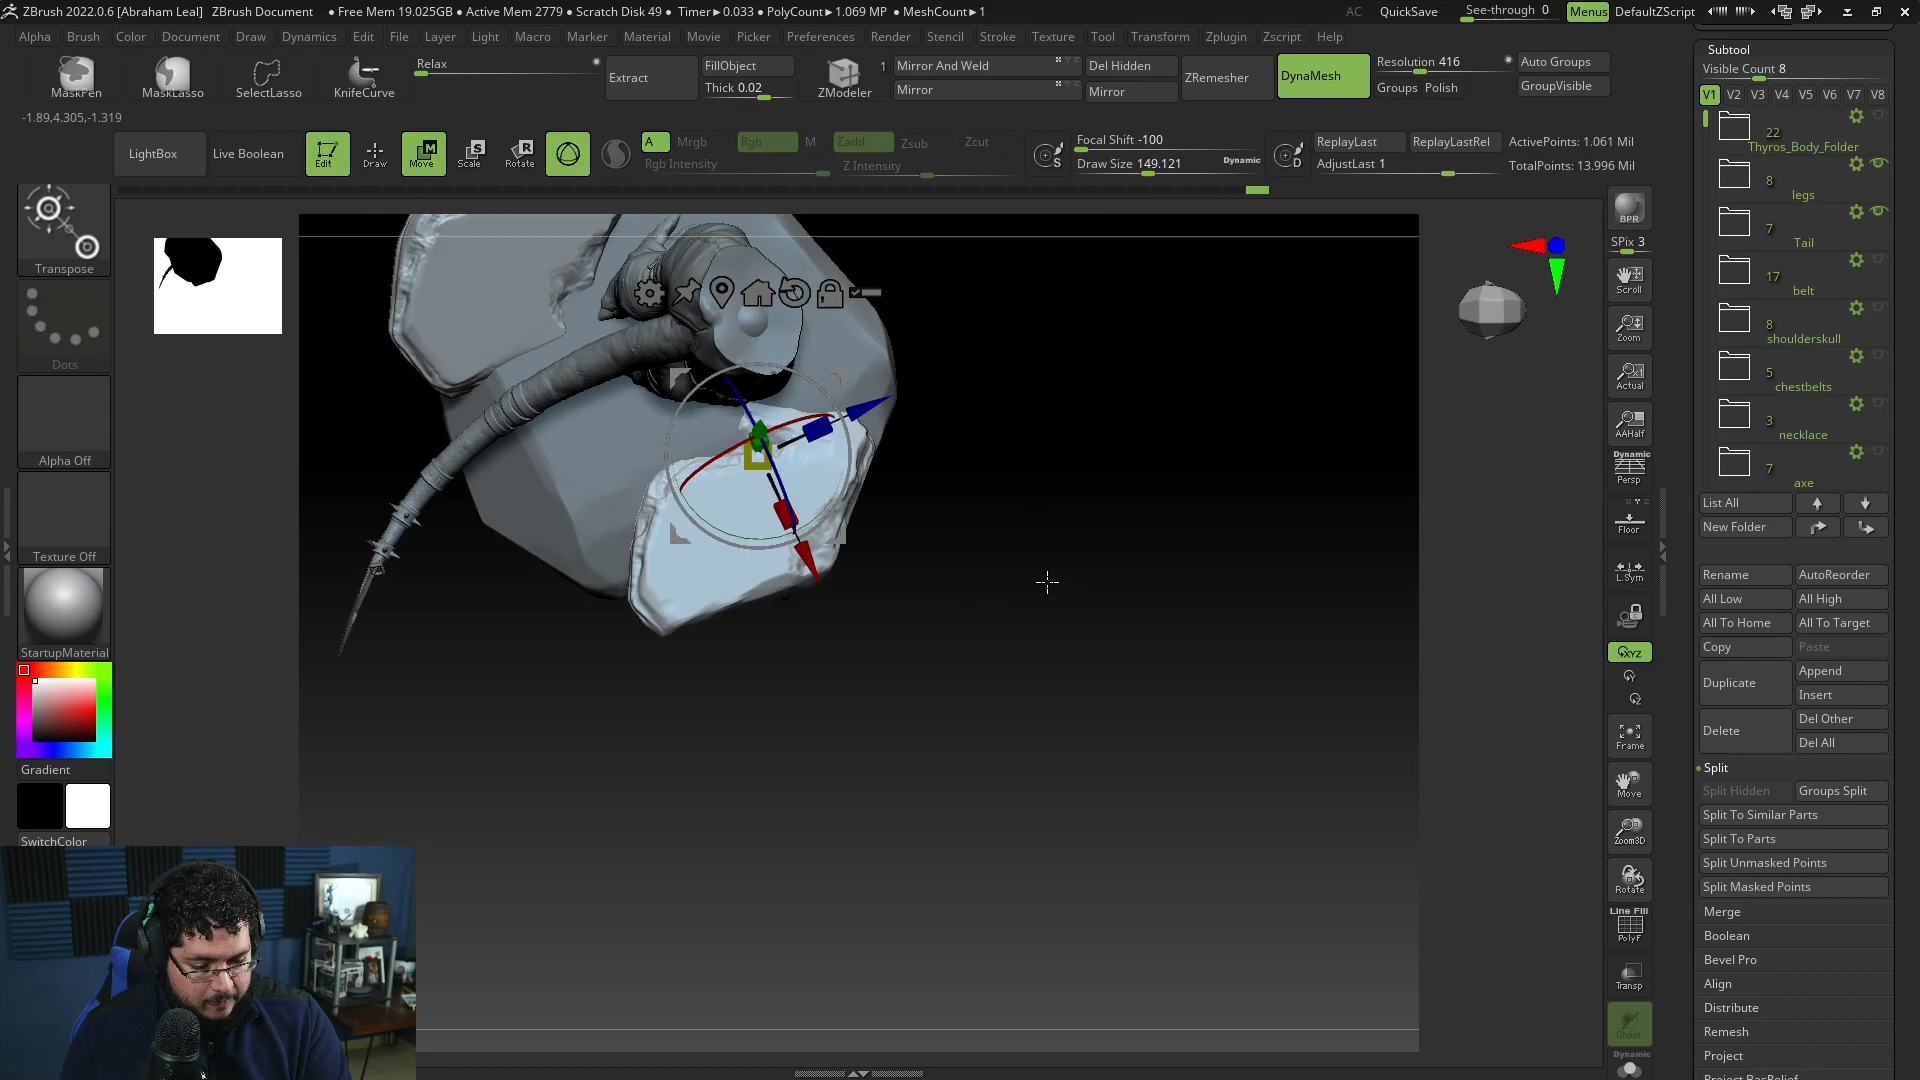 ZBrush 2022.0.6 [Abraham Leal] ZBrush Document ● Free Mem 19.025GB ● Active Mem 2779 ● Scratch Disk 49 ● Timer▸0.033 ● PolyCount▸1.069 MP ● MeshCount▸1 AC QuickSave See-through 0 Menus DefaultZScript
Alpha Brush Color Document Draw Dynamics Edit File Layer Light Macro Marker Material Movie Picker Preferences Render Stencil Stroke Texture Tool Transform Zplugin Zscript Help
MaskPen MaskLasso SelectLasso KnifeCurve Relax Extract FillObject
Thick 0.02 ZModeler 1 Mirror And Weld
Mirror Del Hidden
Mirror ZRemesher DynaMesh Resolution 416
Groups Polish Auto Groups
GroupVisible
-1.89,4.305,-1.319
LightBox Live Boolean Edit Draw Move Scale Rotate A Mrgb Rgb M Zadd Zsub Zcut
Rgb Intensity Z Intensity
S Focal Shift -100
Draw Size 149.121 Dynamic D ReplayLast ReplayLastRel ActivePoints: 1.061 Mil
AdjustLast 1 TotalPoints: 13.996 Mil
Transpose
Dots
Alpha Off
Texture Off
StartupMaterial
Gradient
SwitchColor
BPR
SPix 3
Scroll
Zoom
Actual
AAHalf
Dynamic
Persp
Floor
L.Sym
XYZ
Y
Z
Frame
Move
Zoom3D
Rotate
Line Fill
PolyF
Transp
Ghost
Dynamic
Subtool
Visible Count 8
V1 V2 V3 V4 V5 V6 V7 V8
22
Thyros_Body_Folder
8
legs
7
Tail
17
belt
8
shoulderskull
5
chestbelts
3
necklace
7
axe
List All
New Folder
Rename AutoReorder
All Low All High
All To Home All To Target
Copy Paste
Duplicate Append
Insert
Delete Del Other
Del All
Split
Split Hidden Groups Split
Split To Similar Parts
Split To Parts
Split Unmasked Points
Split Masked Points
Merge
Boolean
Bevel Pro
Align
Distribute
Remesh
Project
Project BasRelief